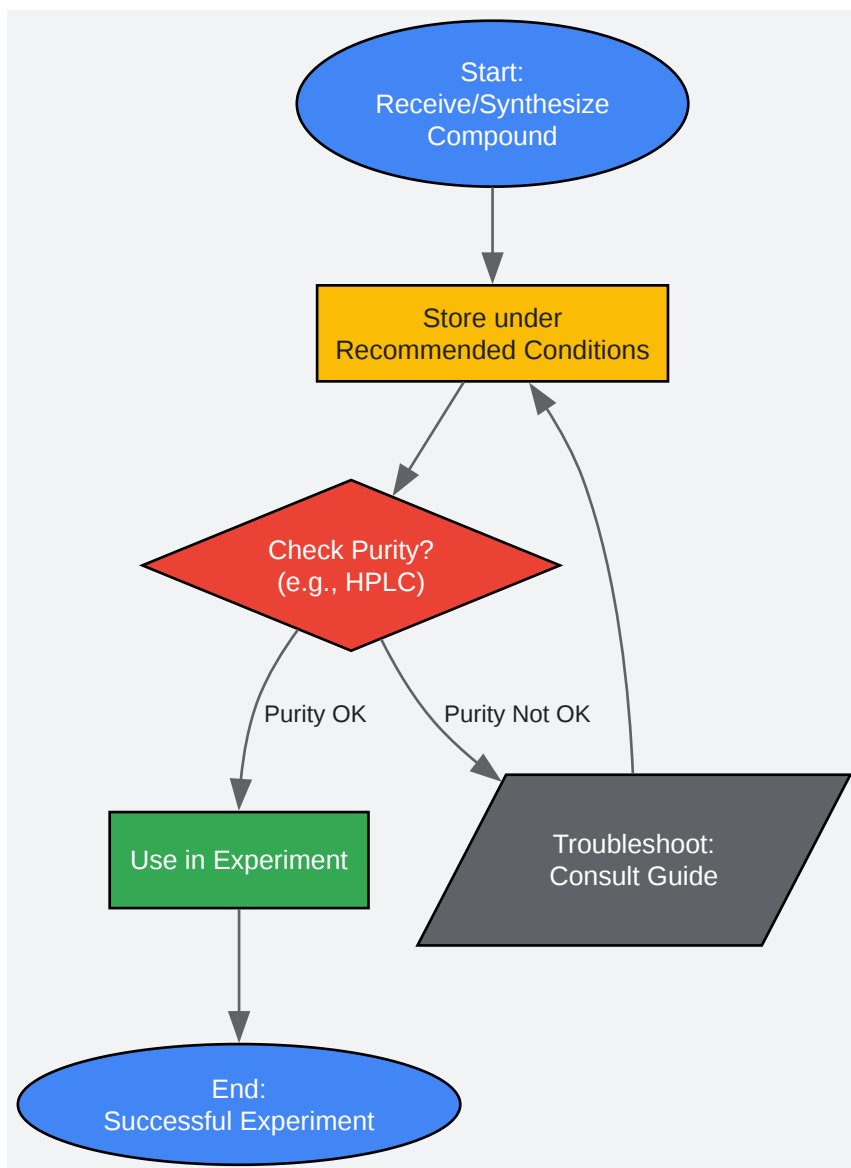 Start:
Receive/Synthesize
Compound
Store under
Recommended Conditions
Check Purity?
(e.g., HPLC)
Purity OK
Purity Not OK
Use in Experiment
Troubleshoot:
Consult Guide
End:
Successful Experiment